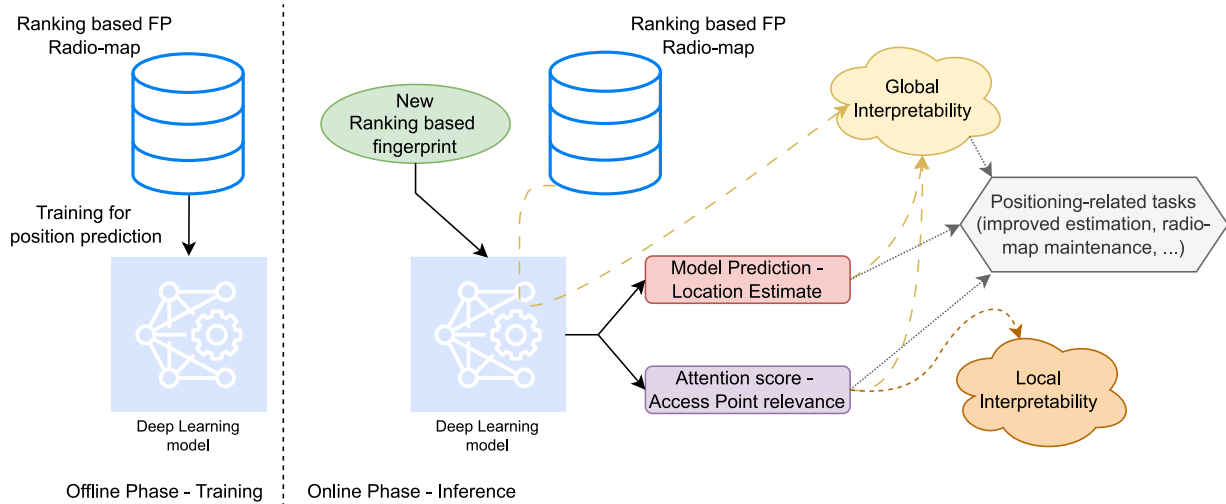 Ranking based FP
Radio-map
Training for
position prediction
Deep Learning
model
Offline Phase - Training
Ranking based FP
Radio-map
New
Ranking based
fingerprint
Global
Interpretability
Positioning-related tasks
(improved estimation, radio-
map maintenance, ...)
Model Prediction -
Location Estimate
Attention score -
Access Point relevance
Local
Interpretability
Deep Learning
model
Online Phase - Inference